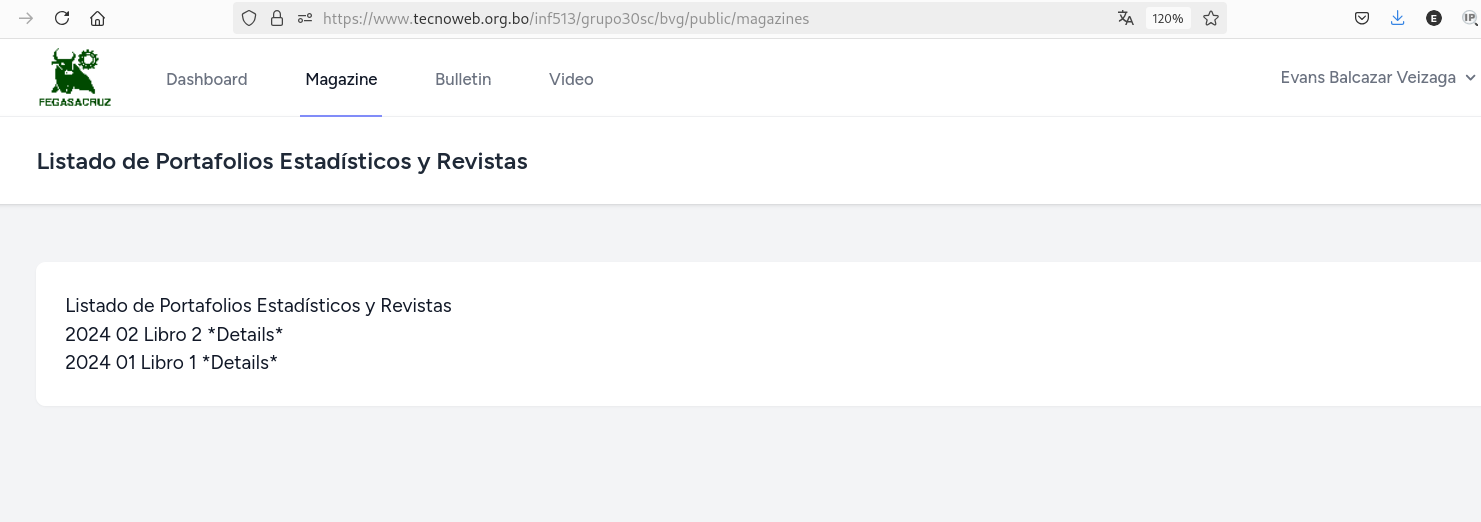 https://www.tecnoweb.org.bo/inf513/grupo30sc/bvg/public/magazines
120%
E
IP
FEGASACRUZ
Dashboard
Magazine
Bulletin
Video
Evans Balcazar Veizaga
Listado de Portafolios Estadísticos y Revistas
Listado de Portafolios Estadísticos y Revistas
2024 02 Libro 2 *Details*
2024 01 Libro 1 *Details*